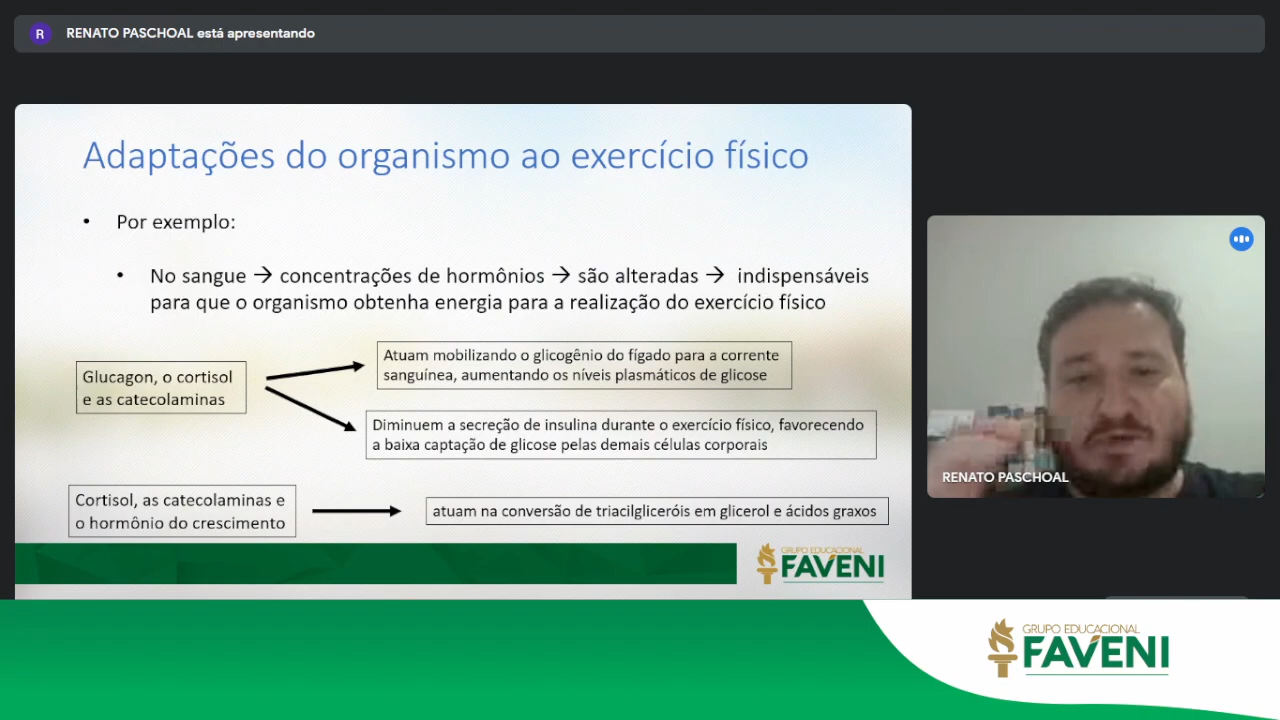 R RENATO PASCHOAL está apresentando
Adaptações do organismo ao exercício físico
• Por exemplo:
• No sangue → concentrações de hormônios → são alteradas → indispensáveis
para que o organismo obtenha energia para a realização do exercício físico
Glucagon, o cortisol
e as catecolaminas
Atuam mobilizando o glicogênio do fígado para a corrente
sanguínea, aumentando os níveis plasmáticos de glicose
Diminuem a secreção de insulina durante o exercício físico, favorecendo
a baixa captação de glicose pelas demais células corporais
Cortisol, as catecolaminas e
o hormônio do crescimento
atuam na conversão de triacilgliceróis em glicerol e ácidos graxos
GRUPO EDUCACIONAL
FAVENI
RENATO PASCHOAL
GRUPO EDUCACIONAL
FAVENI